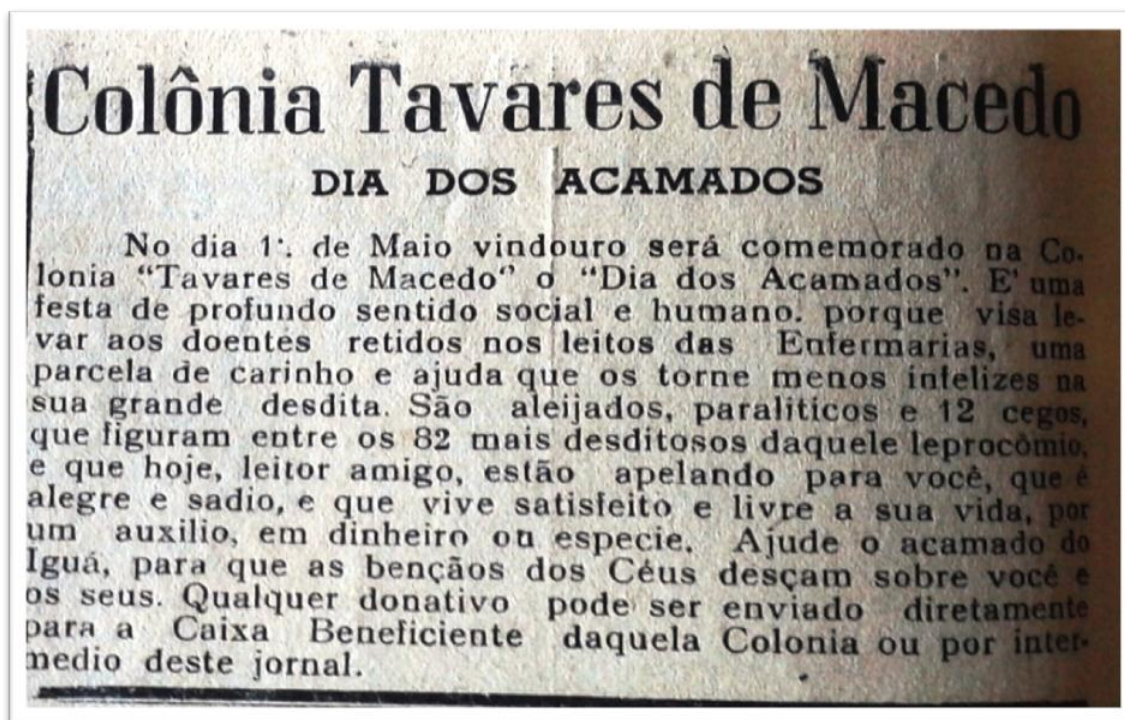 Colônia Tavares de Macedo
DIA DOS ACAMADOS
No dia 1º. de Maio vindouro será comemorado na Co-
lonia "Tavares de Macedo" o "Dia dos Acamados". E' uma
festa de profundo sentido social e humano. porque visa le-
var aos doentes retidos nos leitos das Enfermarias, uma
parcela de carinho e ajuda que os torne menos infelizes na
sua grande desdita. São aleijados, paraliticos e 12 cegos,
que figuram entre os 82 mais desditosos daquele leprocômio,
e que hoje, leitor amigo, estão apelando para você, que é
alegre e sadio, e que vive satisfeito e livre a sua vida, por
um auxilio, em dinheiro ou especie. Ajude o acamado do
Iguá, para que as bençãos dos Céus desçam sobre você e
os seus. Qualquer donativo pode ser enviado diretamente
para a Caixa Beneficiente daquela Colonia ou por inter-
medio deste jornal.